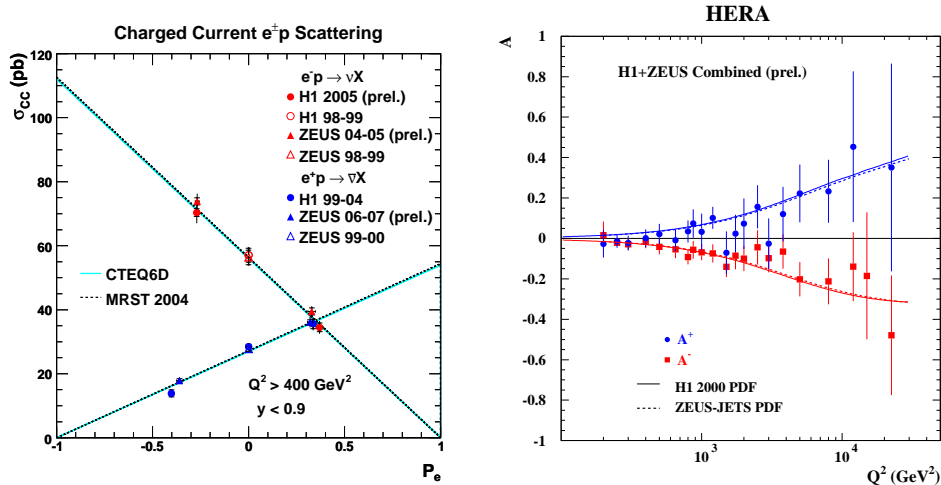 Charged Current e±p Scattering
σCC (pb)
120
100
80
60
40
20
0
e⁻p → νX
H1 2005 (prel.)
H1 98-99
ZEUS 04-05 (prel.)
ZEUS 98-99
e⁺p → ν̅X
H1 99-04
ZEUS 06-07 (prel.)
ZEUS 99-00
CTEQ6D
MRST 2004
Q² > 400 GeV²
y < 0.9
-1 -0.5 0 0.5 1
Pe
HERA
A
H1+ZEUS Combined (prel.)
1
0.8
0.6
0.4
0.2
0
-0.2
-0.4
-0.6
-0.8
-1
A⁺
A⁻
H1 2000 PDF
ZEUS-JETS PDF
10³ 10⁴
Q² (GeV²)